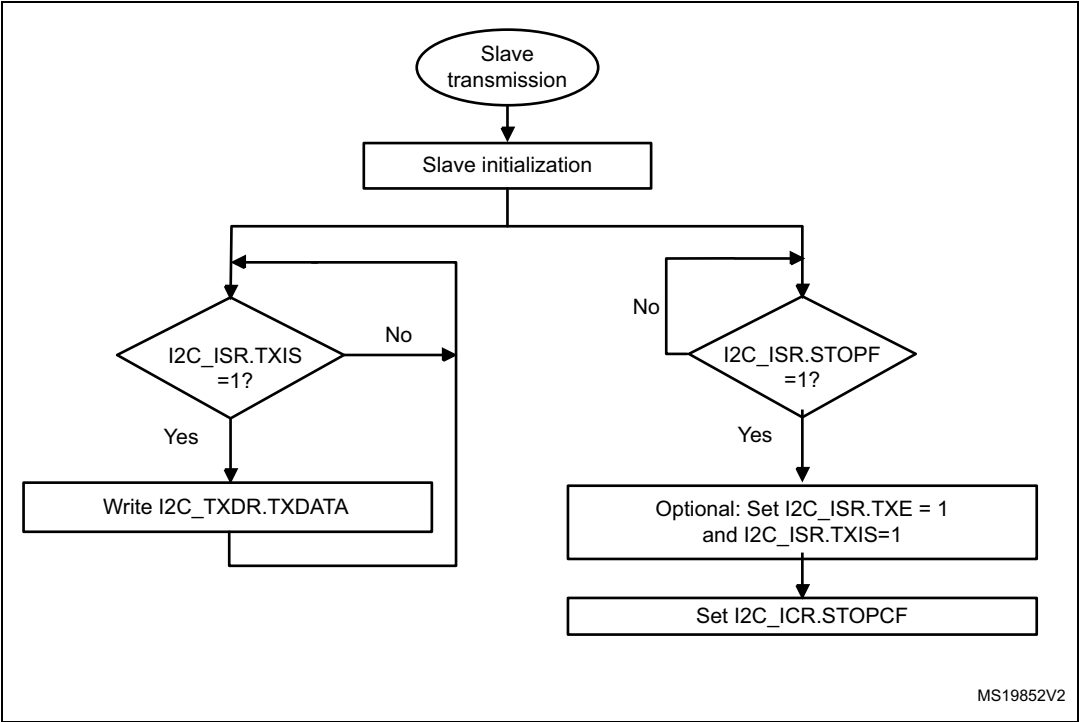 Slave
transmission
Slave initialization
I2C_ISR.TXIS
=1?
No
Yes
Write I2C_TXDR.TXDATA
No
I2C_ISR.STOPF
=1?
Yes
Optional: Set I2C_ISR.TXE = 1
and I2C_ISR.TXIS=1
Set I2C_ICR.STOPCF
MS19852V2